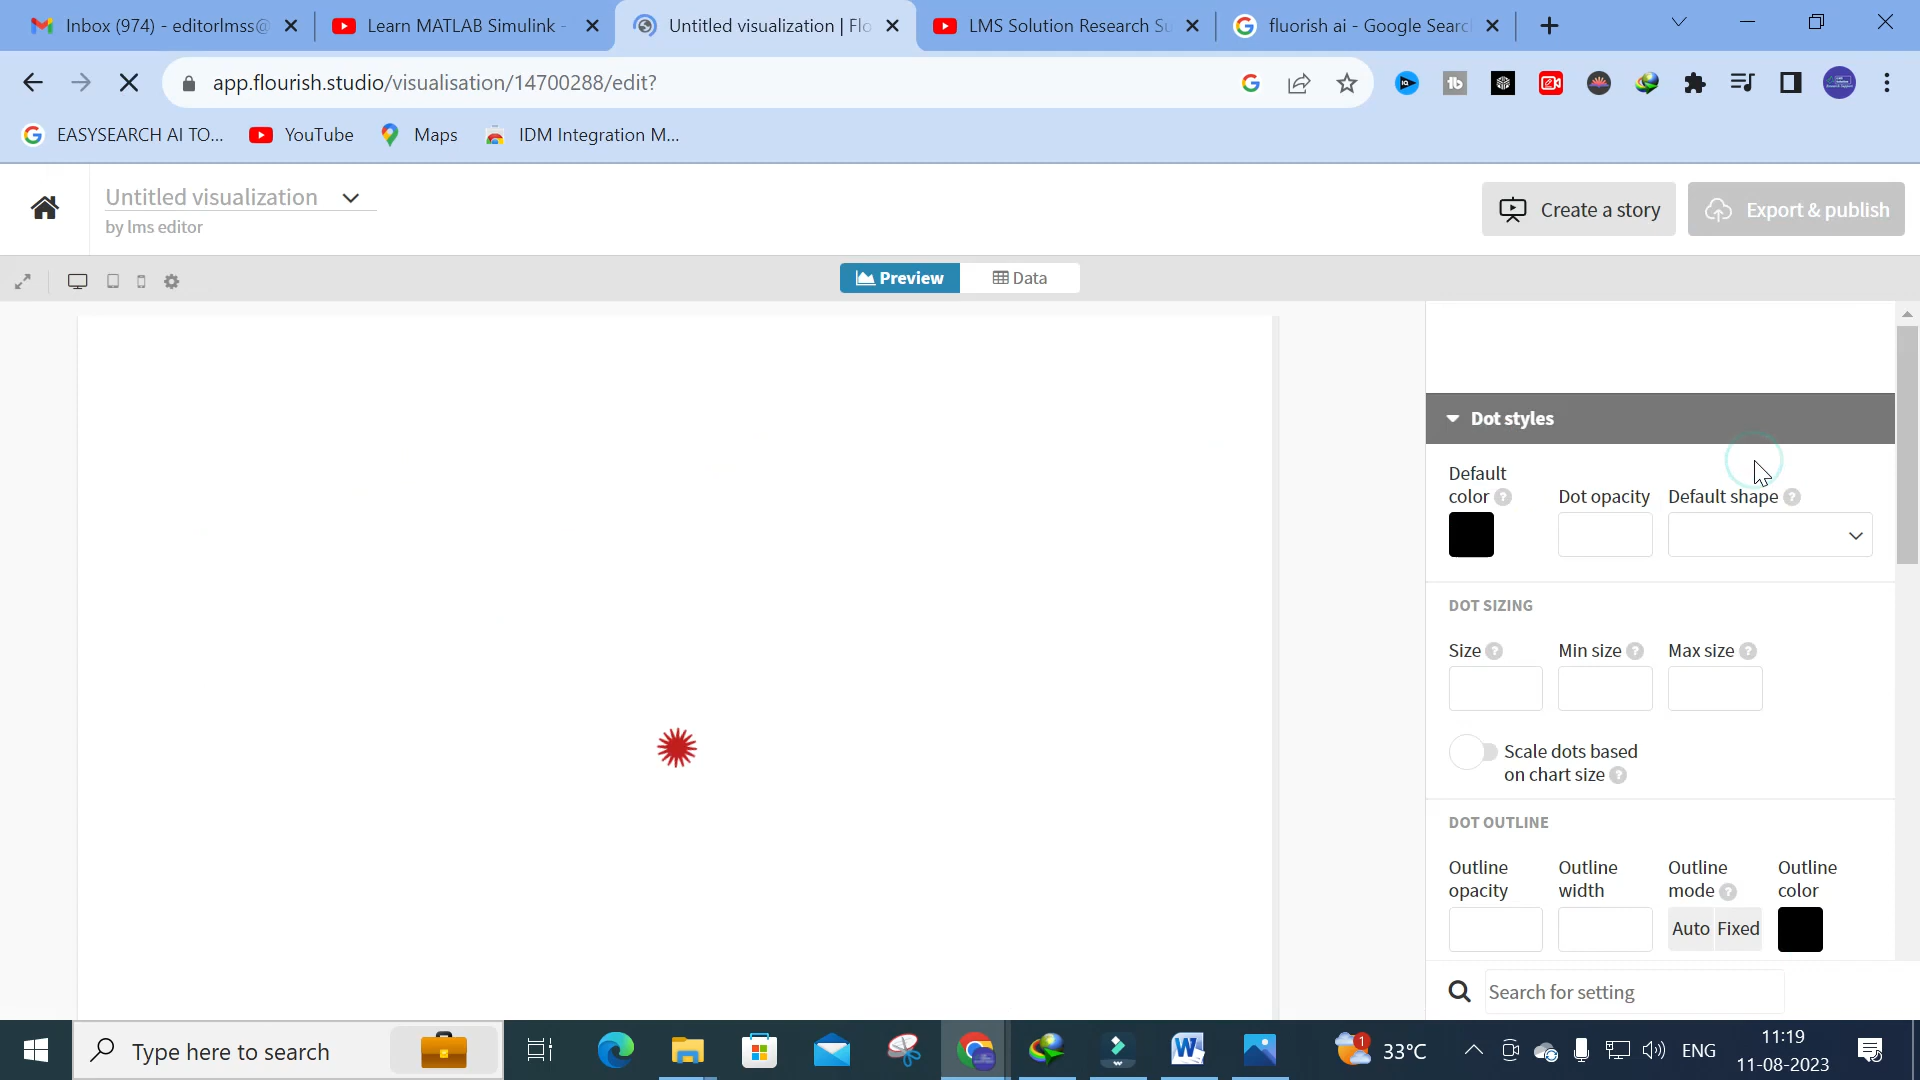 Inbox (974) - editorlmss@
Learn MATLAB Simulink -
Untitled visualization | Flo
LMS Solution Research Su
fluorish ai - Google Searc
app.flourish.studio/visualisation/14700288/edit?
EASYSEARCH AI TO...
YouTube
Maps
IDM Integration M...
Untitled visualization
by lms editor
Create a story
Export & publish
Preview
Data
Dot styles
Default color ?
Dot opacity
Default shape ?
DOT SIZING
Size ?
Min size ?
Max size ?
Scale dots based
on chart size ?
DOT OUTLINE
Outline opacity
Outline width
Outline mode ?
Outline color
Auto Fixed
Search for setting
Type here to search
1
33°C
ENG
11:19
11-08-2023